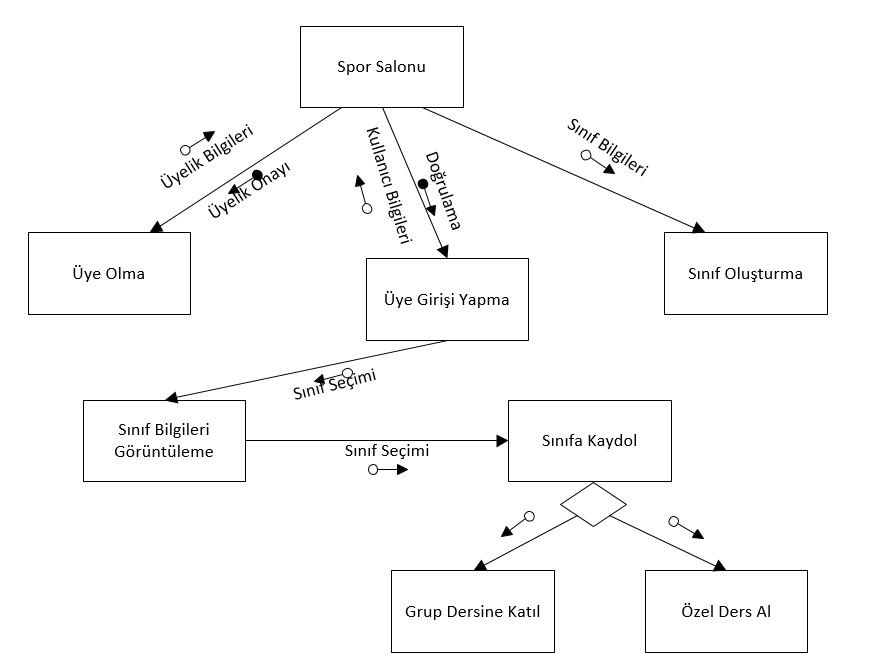 Spor Salonu
Üyelik Bilgileri
Üyelik Onayı
Kullanıcı Bilgileri
Doğrulama
Sınıf Bilgileri
Üye Olma
Üye Girişi Yapma
Sınıf Oluşturma
Sınıf Seçimi
Sınıf Bilgileri
Görüntüleme
Sınıf Seçimi
Sınıfa Kaydol
Grup Dersine Katıl
Özel Ders Al